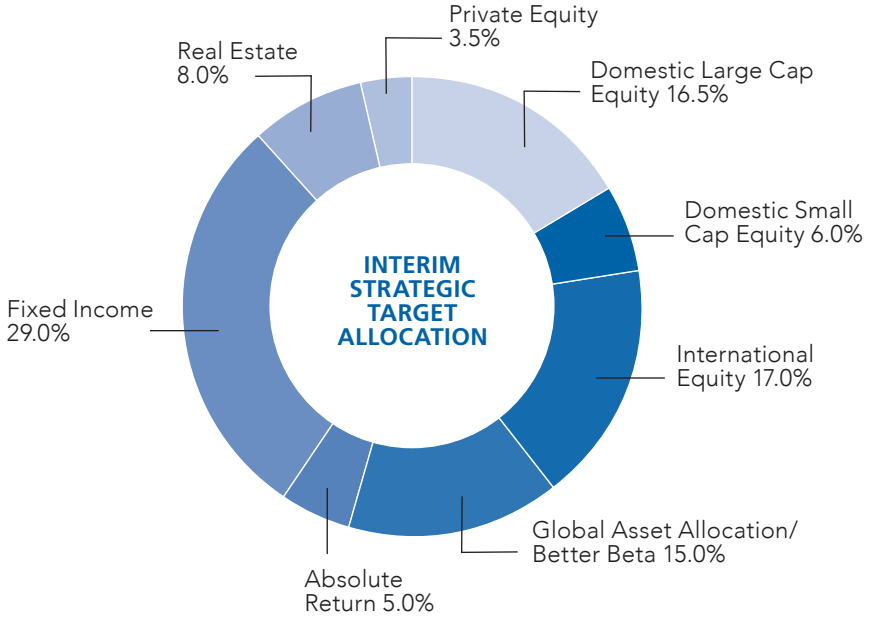 Private Equity
3.5%
Real Estate
8.0%
Domestic Large Cap
Equity 16.5%
Domestic Small
Cap Equity 6.0%
INTERIM
STRATEGIC
TARGET
ALLOCATION
Fixed Income
29.0%
International
Equity 17.0%
Global Asset Allocation/
Better Beta 15.0%
Absolute
Return 5.0%